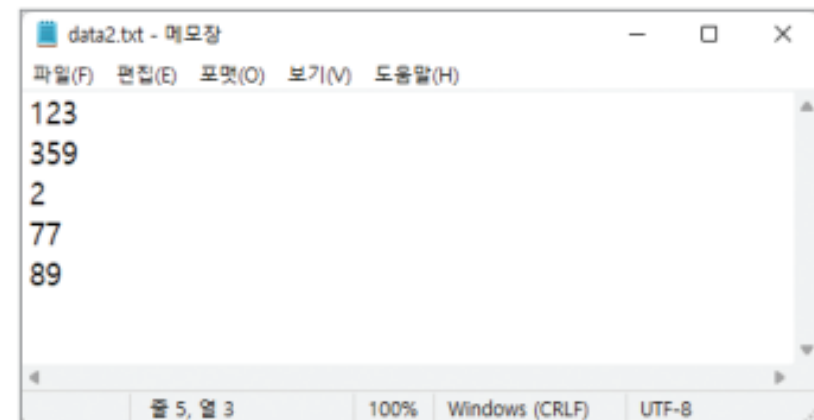 data2.txt - 메모장
파일(F) 편집(E) 포맷(O) 보기(V) 도움말(H)
123
359
2
77
89
줄 5, 열 3 100% Windows (CRLF) UTF-8